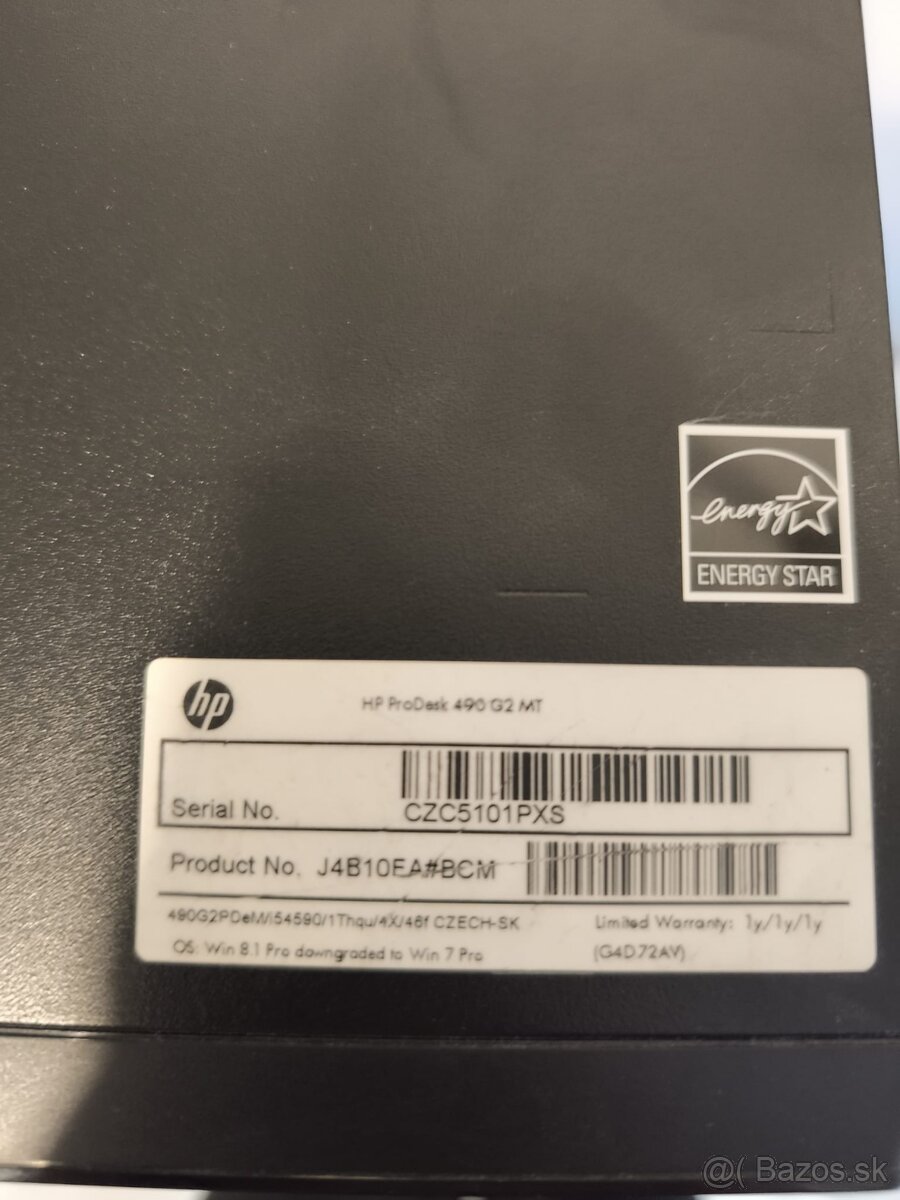 energy
ENERGY STAR
hp
HP ProDesk 490 G2 MT
Serial No.
CZC5101PXS
Product No. J4B10EA#BCM
490G2PDeM/i54590/1Thqu/4X/46f CZECH-SK
Limited Warranty: 1y/1y/1y
OS: Win 8.1 Pro downgraded to Win 7 Pro
(G4D72AV)
@( Bazos.sk